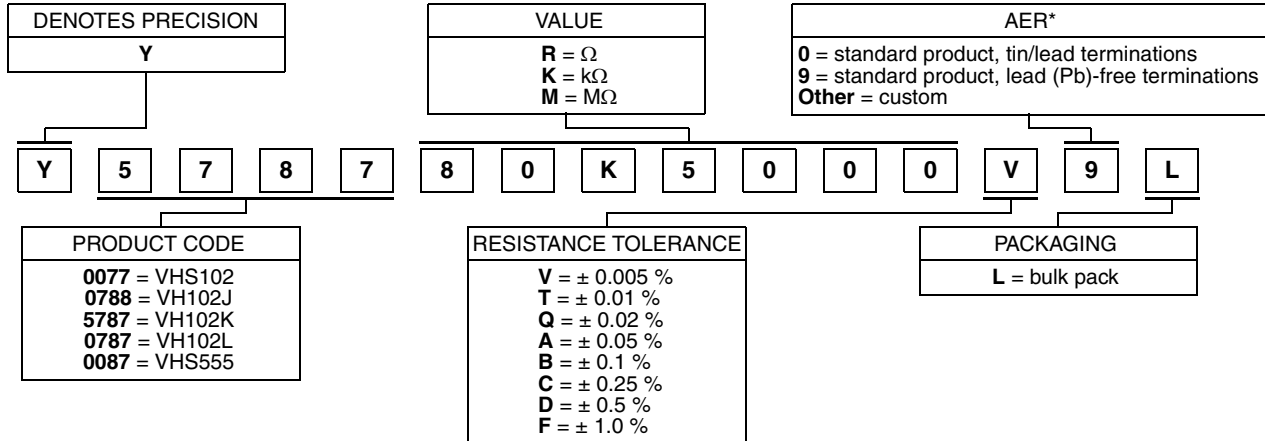 DENOTES PRECISION
Y
VALUE
R = Ω
K = kΩ
M = MΩ
AER*
0 = standard product, tin/lead terminations
9 = standard product, lead (Pb)-free terminations
Other = custom
Y 5 7 8 7 8 0 K 5 0 0 0 V 9 L
PRODUCT CODE
0077 = VHS102
0788 = VH102J
5787 = VH102K
0787 = VH102L
0087 = VHS555
RESISTANCE TOLERANCE
V = ± 0.005 %
T = ± 0.01 %
Q = ± 0.02 %
A = ± 0.05 %
B = ± 0.1 %
C = ± 0.25 %
D = ± 0.5 %
F = ± 1.0 %
PACKAGING
L = bulk pack